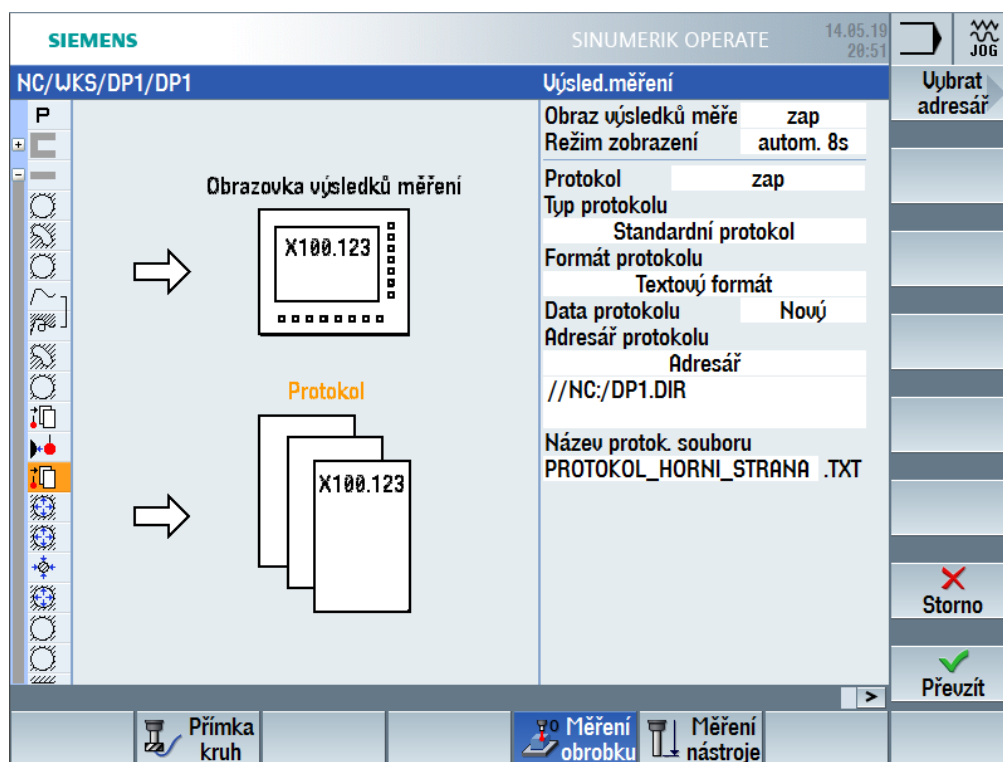 SIEMENS
SINUMERIK OPERATE
14.05.19
20:51
JOG
NC/WKS/DP1/DP1
Výsled.měření
Vybrat
adresář
P
Obraz výsledků měře
zap
Režim zobrazení
autom. 8s
Obrazovka výsledků měření
X100.123
Protokol
zap
Typ protokolu
Standardní protokol
Formát protokolu
Textový formát
Data protokolu
Nový
Adresář protokolu
Adresář
//NC:/DP1.DIR
Protokol
X100.123
Název protok. souboru
PROTOKOL_HORNI_STRANA .TXT
Storno
Převzít
>
Přímka
kruh
Měření
obrobku
Měření
nástroje